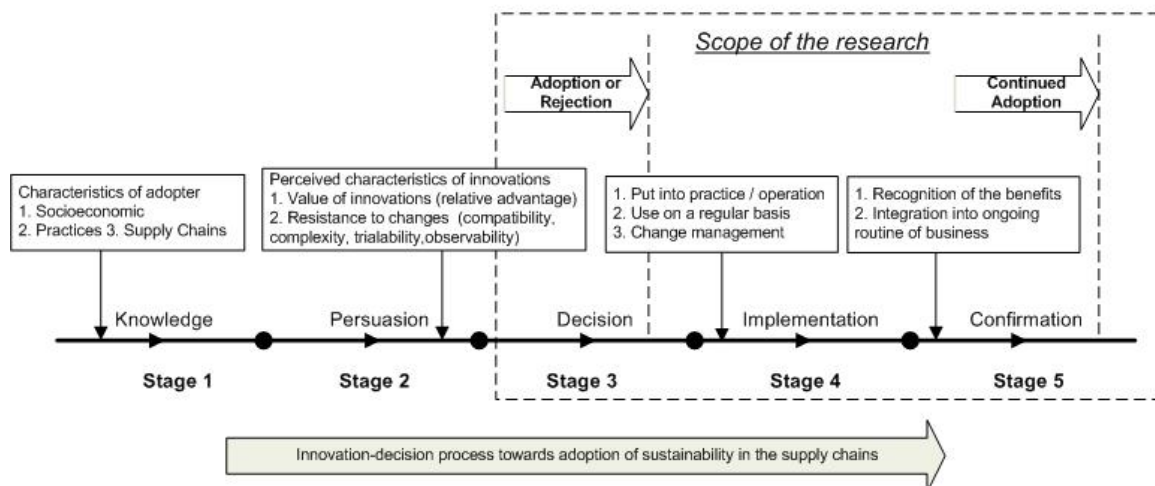 Scope of the research
Adoption or
Rejection
Continued
Adoption
Characteristics of adopter
1. Socioeconomic
2. Practices 3. Supply Chains
Perceived characteristics of innovations
1. Value of innovations (relative advantage)
2. Resistance to changes (compatibility,
complexity, trialability,observability)
1. Put into practice / operation
2. Use on a regular basis
3. Change management
1. Recognition of the benefits
2. Integration into ongoing
routine of business
Knowledge
Persuasion
Decision
Implementation
Confirmation
Stage 1
Stage 2
Stage 3
Stage 4
Stage 5
Innovation-decision process towards adoption of sustainability in the supply chains